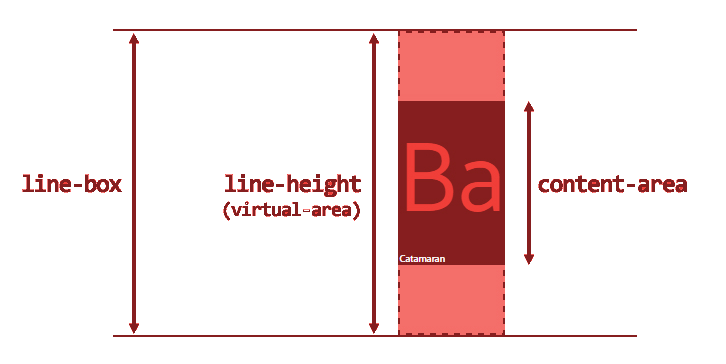 line-box
line-height
(virtual-area)
Ba
Catamaran
content-area